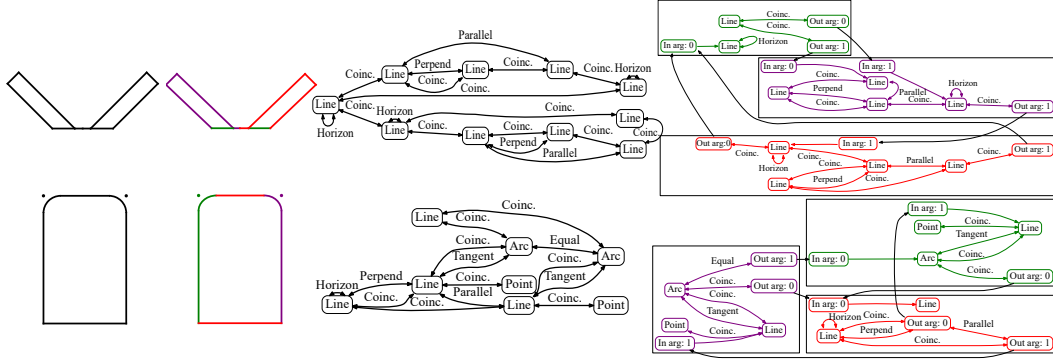 Parallel
Coinc.
Line
Perpend
Line
Coinc.
Line
Coinc.
Horizon
Coinc.
Line
Line
Coinc.
Horizon
Horizon
Coinc.
Line
Line
Coinc.
Line
Coinc.
Line
Coinc.
Perpend
Parallel
Line
Line
Coinc.
Out arg: 0
Coinc.
In arg: 0
Line
Horizon
Out arg: 1
In arg: 0
In arg: 1
Line
Horizon
Line
Perpend
Parallel
Coinc.
Line
Coinc.
Line
Coinc.
Out arg: 1
Out arg:0
Line
In arg: 1
Coinc.
Horizon
Coinc.
Line
Parallel
Line
Coinc.
Out arg: 1
Perpend
Coinc.
Line
Line
Coinc.
Coinc.
Tangent
Arc
Equal
Arc
Coinc.
Tangent
Horizon
Perpend
Line
Coinc.
Point
Line
Coinc.
Coinc.
Parallel
Line
Coinc.
Point
Equal
Out arg: 1
Arc
Coinc.
Out arg: 0
Coinc.
Tangent
Point
Coinc.
Line
In arg: 1
In arg: 1
Coinc.
Point
Coinc.
Line
Tangent
In arg: 0
Arc
Coinc.
Coinc.
Out arg: 0
In arg: 0
Line
Horizon
Coinc.
Out arg: 0
Parallel
Line
Perpend
Coinc.
Out arg: 1